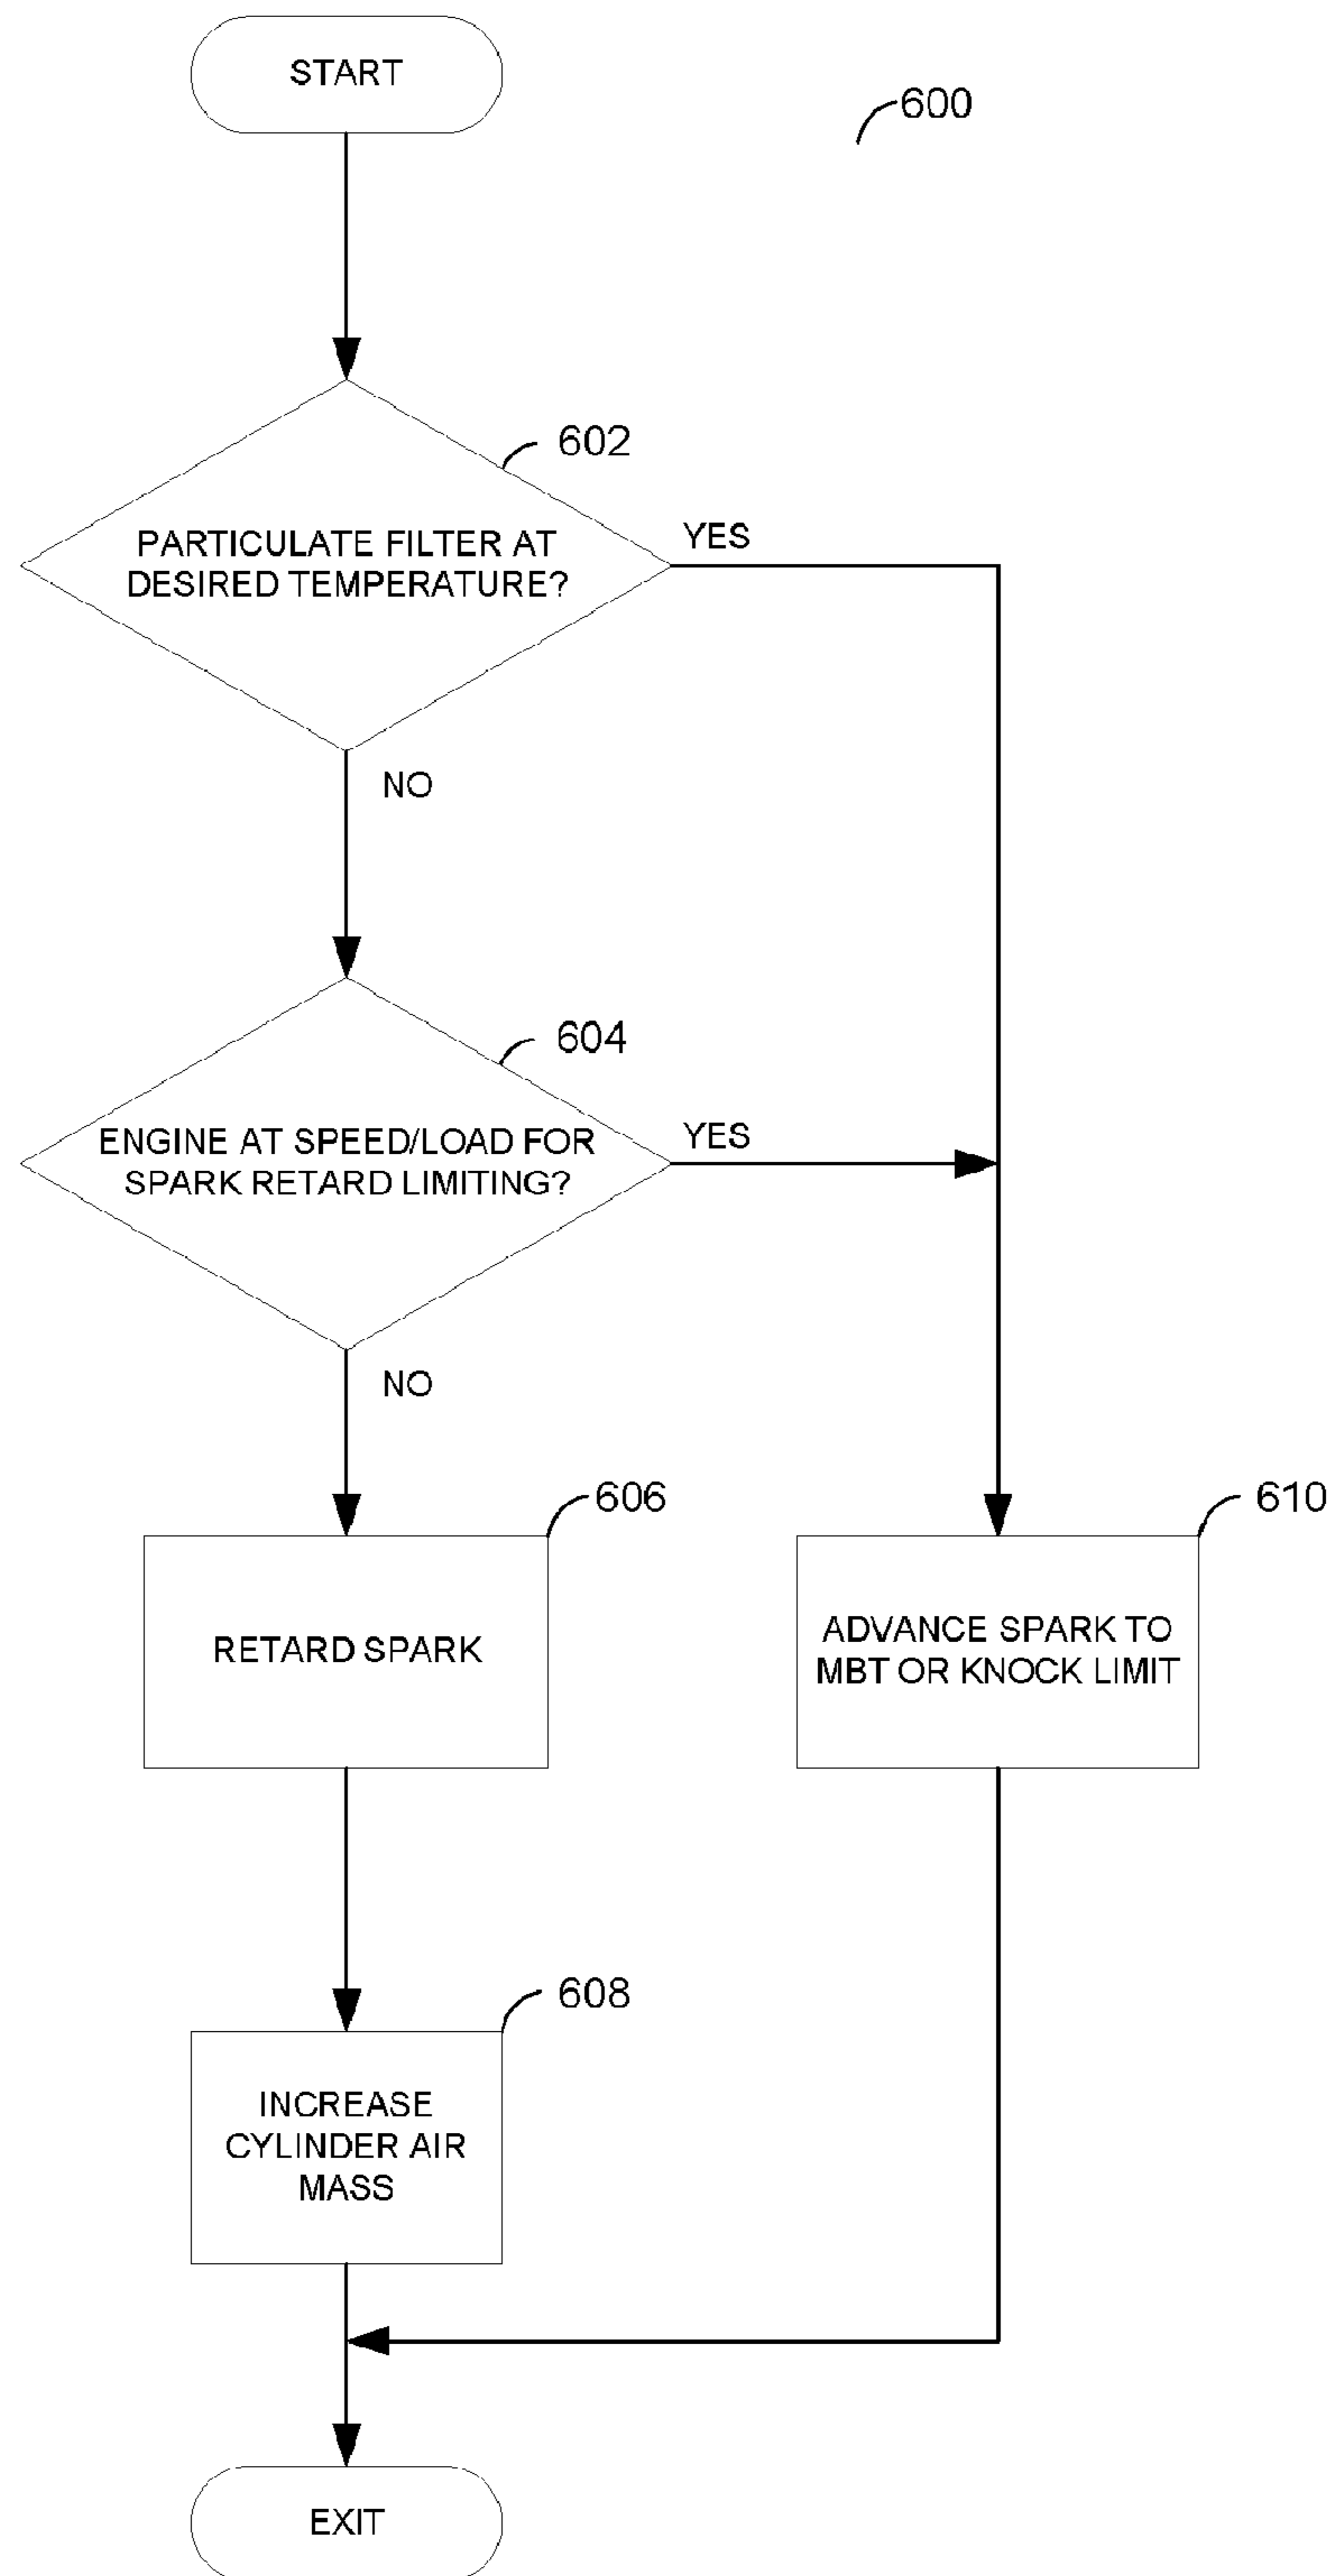 START
600
602
PARTICULATE FILTER AT
DESIRED TEMPERATURE?
YES
NO
604
ENGINE AT SPEED/LOAD FOR
SPARK RETARD LIMITING?
YES
NO
606
RETARD SPARK
610
ADVANCE SPARK TO
MBT OR KNOCK LIMIT
608
INCREASE
CYLINDER AIR
MASS
EXIT